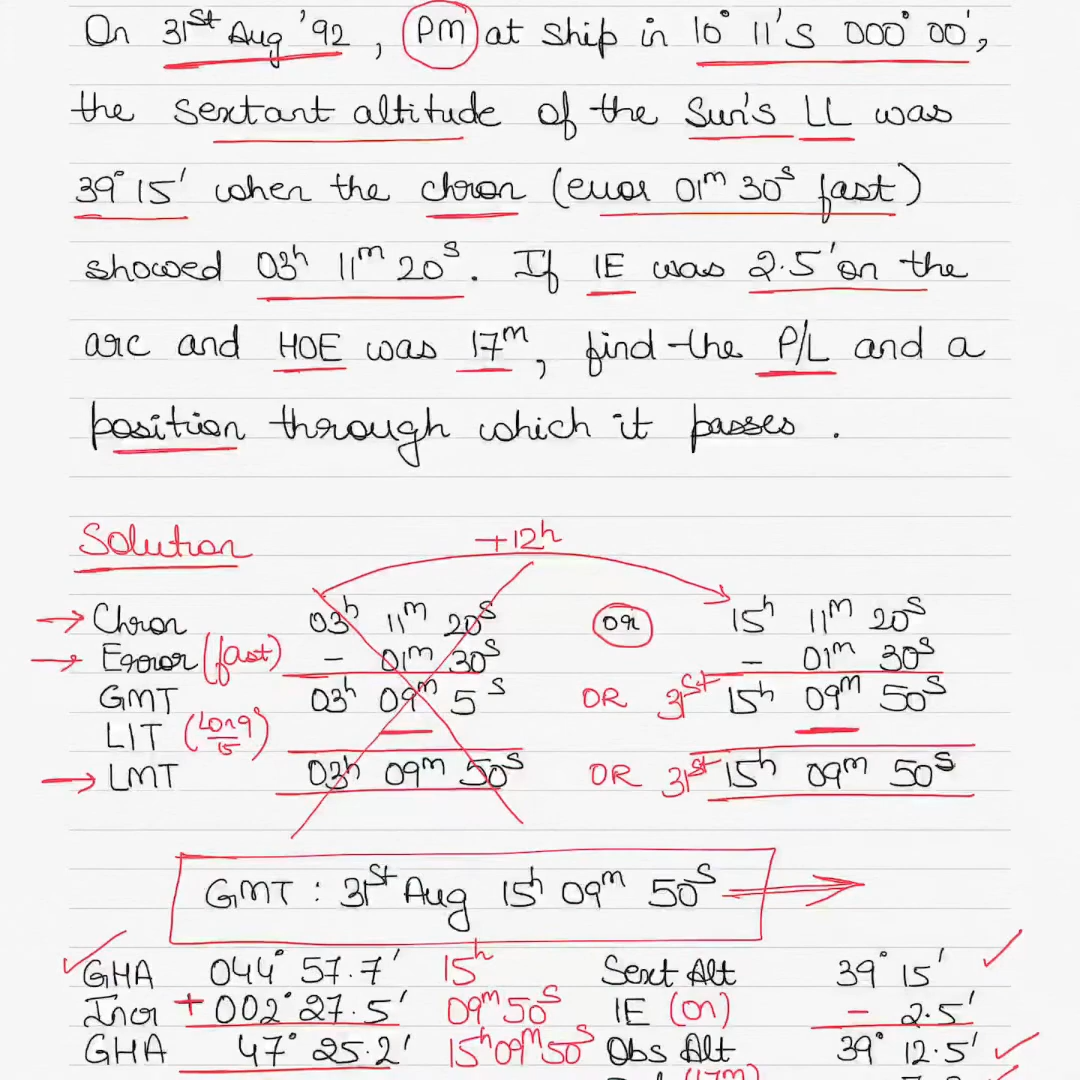 On 31st Aug '92, PM at ship in 10° 11's 000° 00',
the sextant altitude of the Sun's LL was
39° 15' when the chron (error 01m 30s fast)
showed 03h 11m 20s. If IE was 2.5' on the
arc and HOE was 17m, find the P/L and a
position through which it passes.
Solution
+12h
→ Chron 03h 11m 20s OR 15h 11m 20s
→ Error (fast) - 01m 30s - 01m 30s
GMT 03h 09m 5s OR 31st 15h 09m 50s
LIT (Long/15) — —
→ LMT 03h 09m 50s OR 31st 15h 09m 50s
GMT : 31st Aug 15h 09m 50s
GHA 044° 57.7' 15h Sext Alt 39° 15'
Incr + 002° 27.5' 09m 50s IE (on) - 2.5'
GHA 47° 25.2' 15h 09m 50s Obs Alt 39° 12.5'
(17m)